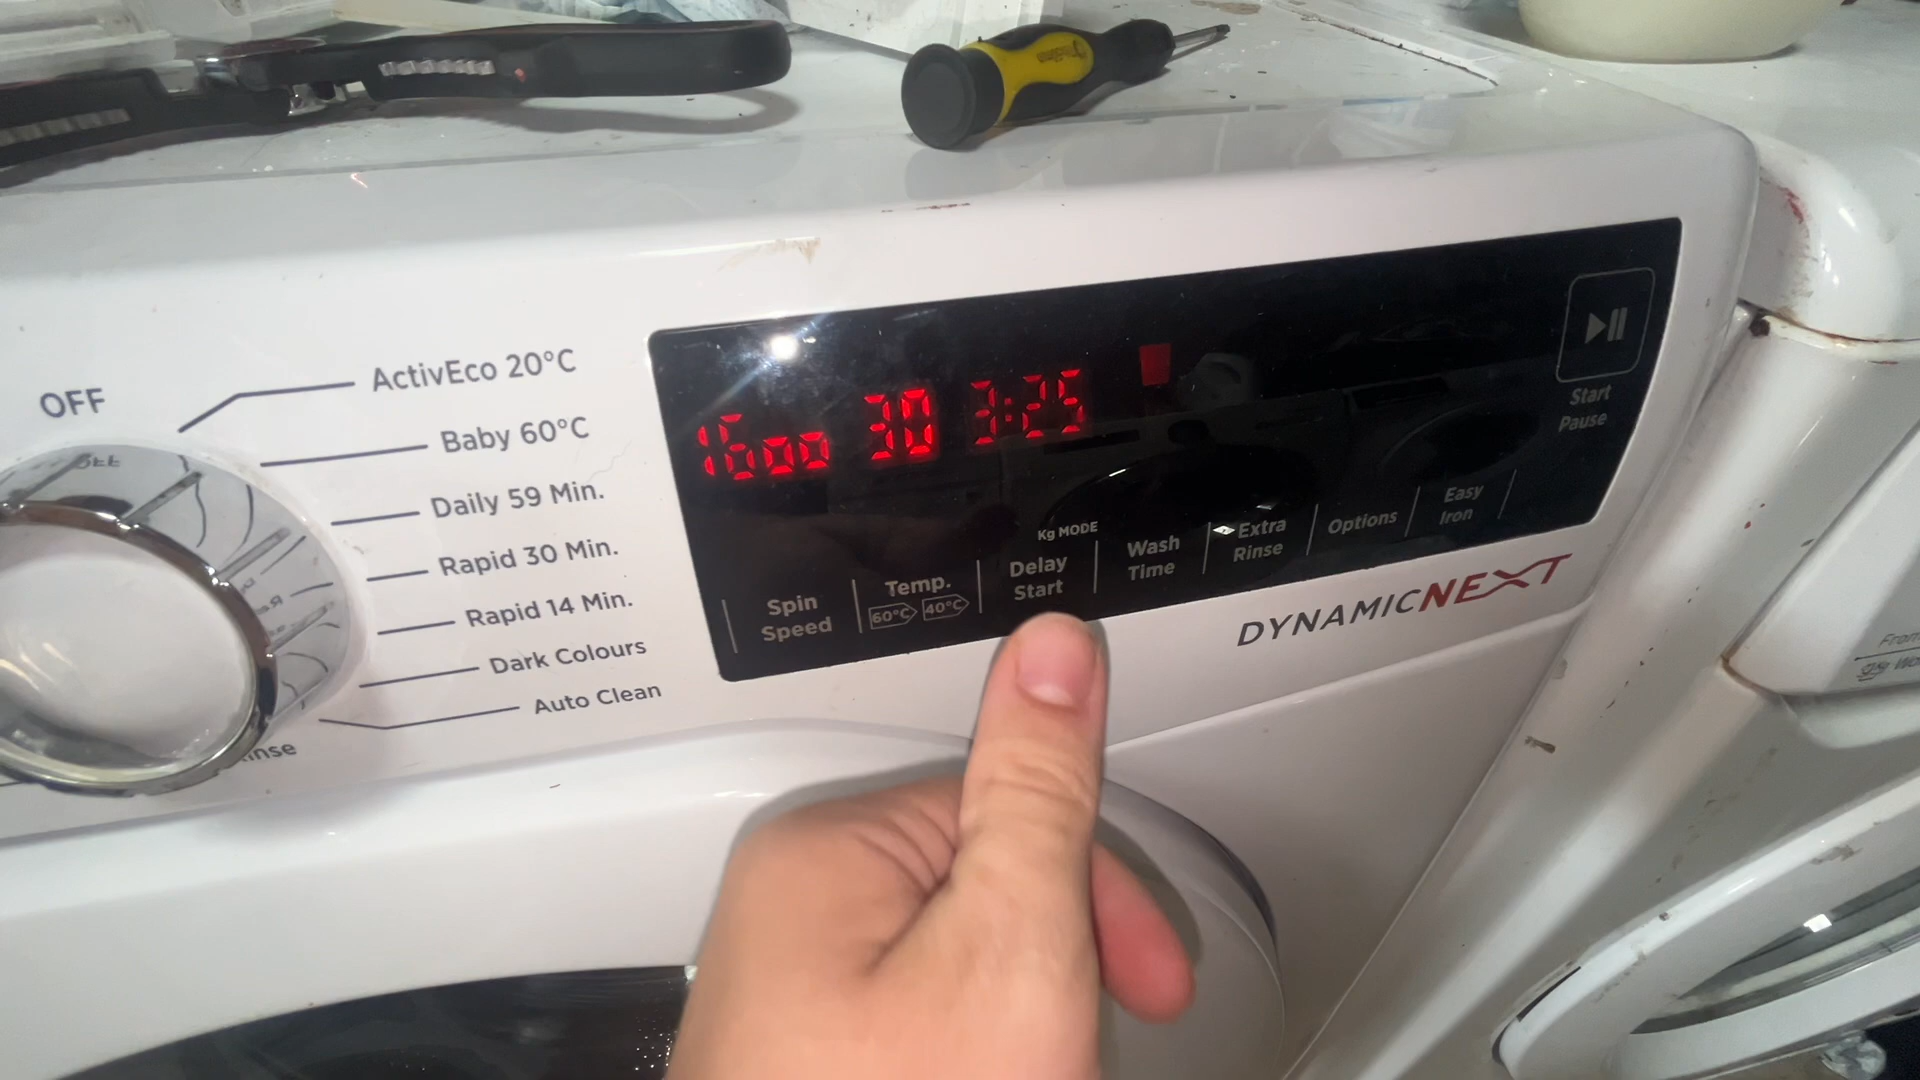 OFF
ActivEco 20°C
Baby 60°C
Daily 59 Min.
Rapid 30 Min.
Rapid 14 Min.
Dark Colours
Auto Clean
1600 30 3:25
Start
Pause
Kg MODE
Spin
Speed
Temp.
60°C 40°C
Delay
Start
Wash
Time
Extra
Rinse
Options
Easy
Iron
DYNAMICNEXT